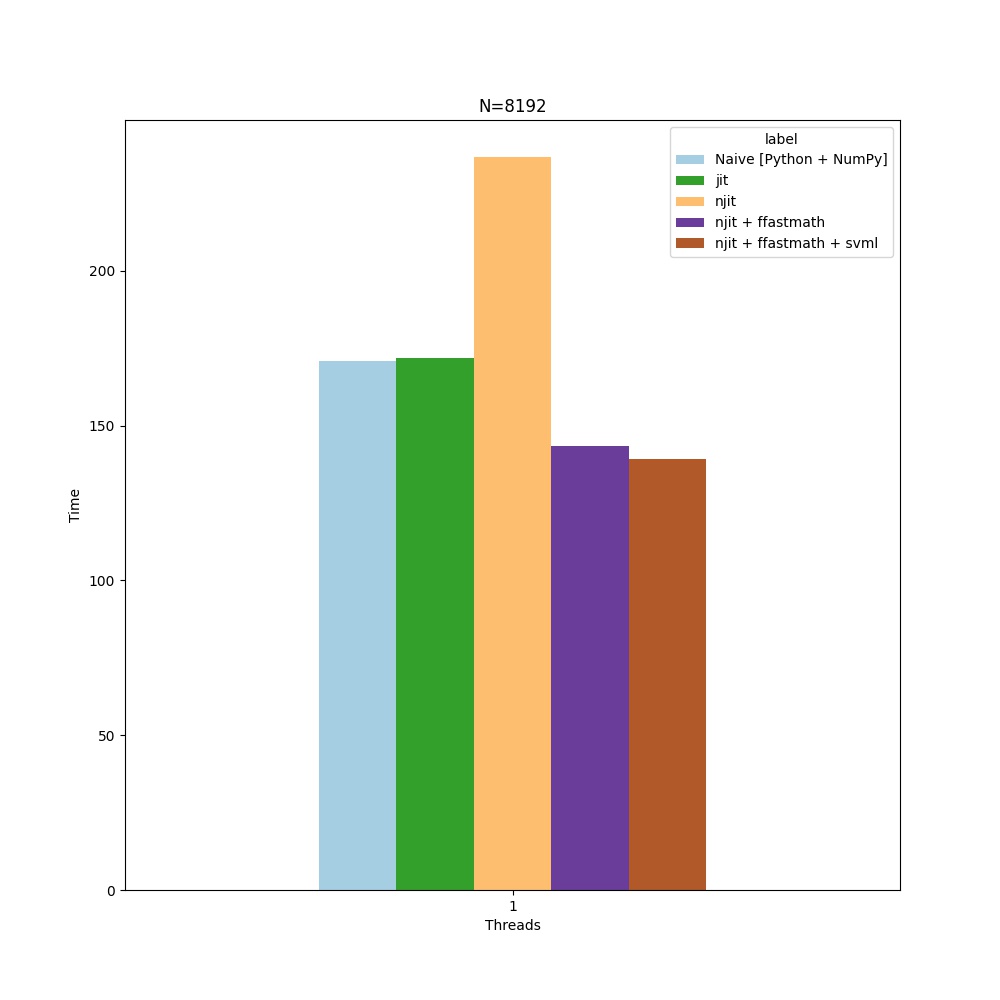 N=8192
label
Naive [Python + NumPy]
jit
njit
njit + ffastmath
njit + ffastmath + svml
200
150
100
50
0
Time
1
Threads